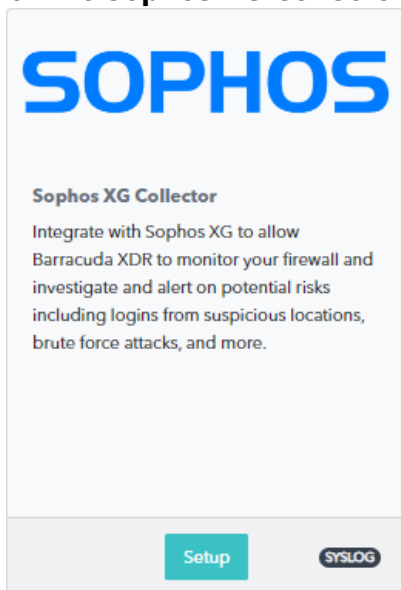 SOPHOS
Sophos XG Collector
Integrate with Sophos XG to allow
Barracuda XDR to monitor your firewall and
investigate and alert on potential risks
including logins from suspicious locations,
brute force attacks, and more.
Setup
SYSLOG